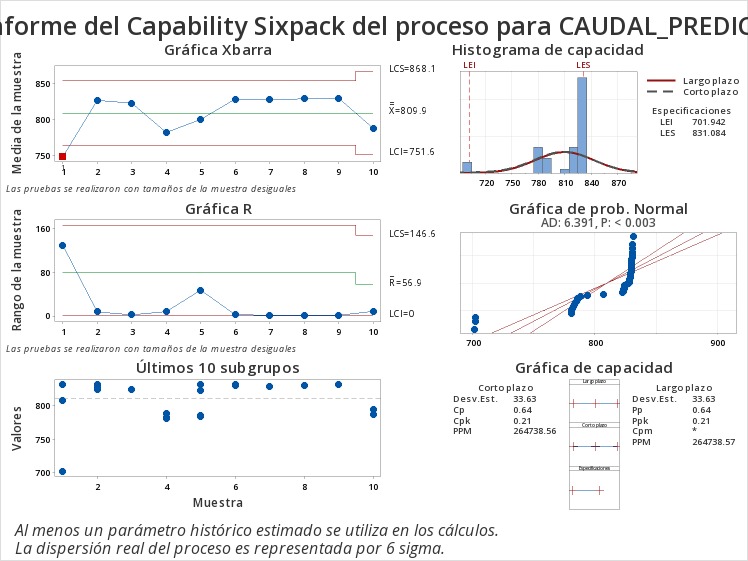 nforme del Capability Sixpack del proceso para CAUDAL_PREDIC
Gráfica Xbarra
Media de la muestra
850
800
750
1
1 2 3 4 5 6 7 8 9 10
LCS=868.1
X=809.9
LCI=751.6
Las pruebas se realizaron con tamaños de la muestra desiguales
Histograma de capacidad
LEI LES
720 750 780 810 840 870
Largo plazo
Corto plazo
Especificaciones
LEI 701.942
LES 831.084
Gráfica R
Rango de la muestra
160
80
0
1 2 3 4 5 6 7 8 9 10
LCS=146.6
R=56.9
LCI=0
Las pruebas se realizaron con tamaños de la muestra desiguales
Gráfica de prob. Normal
AD: 6.391, P: < 0.003
700 800 900
Últimos 10 subgrupos
Valores
800
750
700
2 4 6 8 10
Muestra
Gráfica de capacidad
Corto plazo
Desv.Est. 33.63
Cp 0.64
Cpk 0.21
PPM 264738.56
Largo plazo
Corto plazo
Especificaciones
Largo plazo
Desv.Est. 33.63
Pp 0.64
Ppk 0.21
Cpm *
PPM 264738.57
Al menos un parámetro histórico estimado se utiliza en los cálculos.
La dispersión real del proceso es representada por 6 sigma.